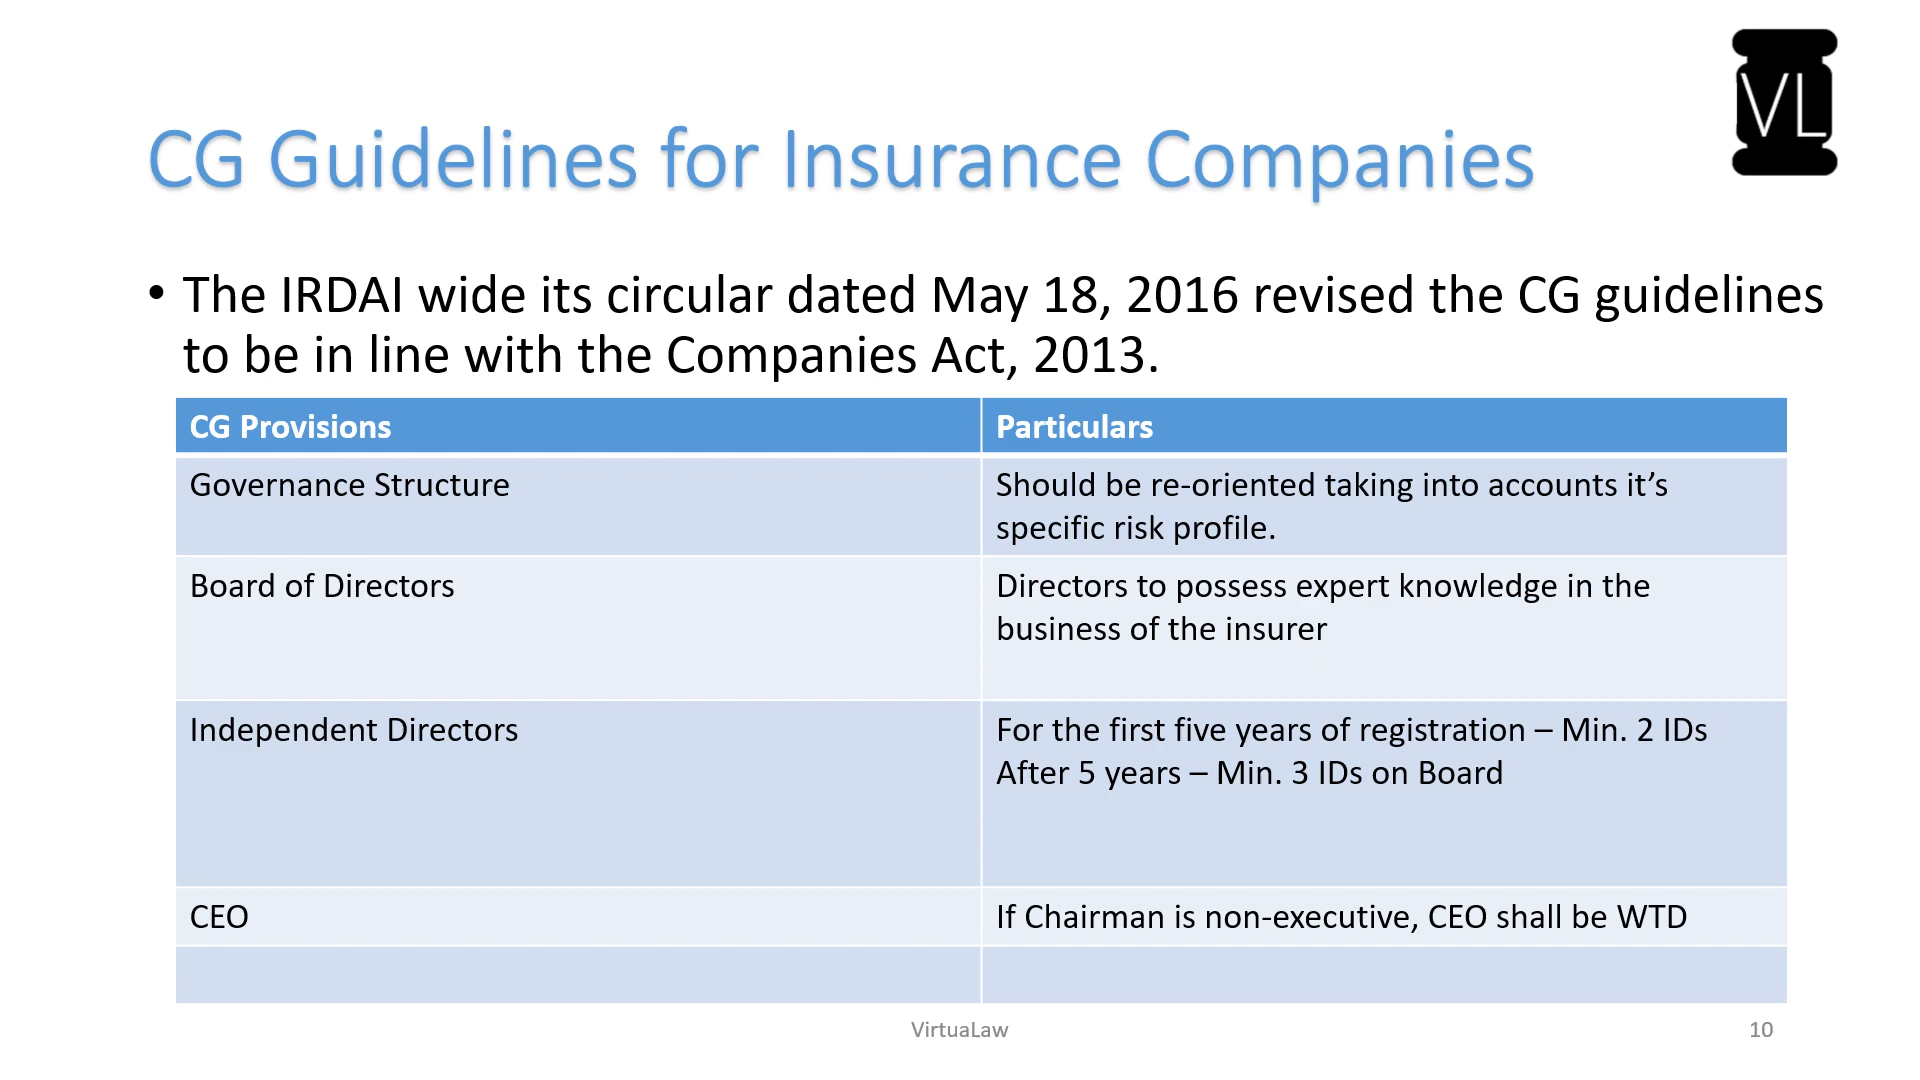 VL
CG Guidelines for Insurance Companies
• The IRDAI wide its circular dated May 18, 2016 revised the CG guidelines
to be in line with the Companies Act, 2013.
CG Provisions
Particulars
Governance Structure
Should be re-oriented taking into accounts it’s
specific risk profile.
Board of Directors
Directors to possess expert knowledge in the
business of the insurer
Independent Directors
For the first five years of registration – Min. 2 IDs
After 5 years – Min. 3 IDs on Board
CEO
If Chairman is non-executive, CEO shall be WTD
VirtuaLaw
10